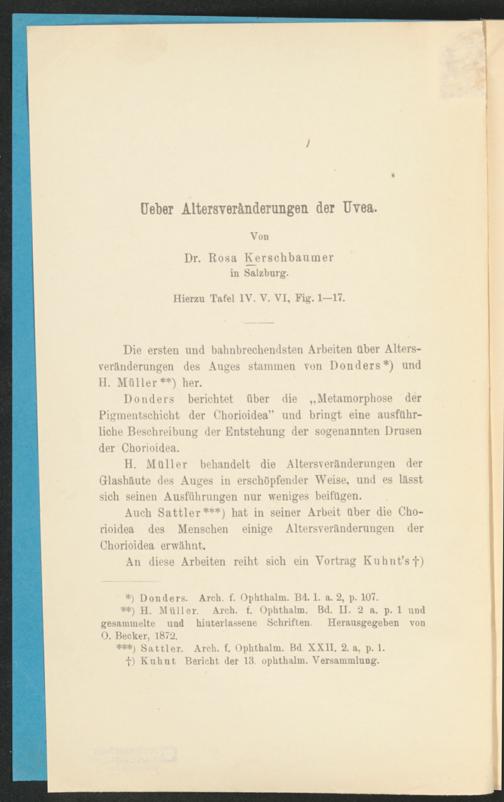 Ueber Altersveränderungen der Uvea.
Von
Dr. Rosa Kerschbaumer
in Salzburg.
Hierzu Tafel IV. V. VI, Fig. 1—17.
Die ersten und bahnbrechendsten Arbeiten über Alters-
veränderungen des Auges stammen von Donders*) und
H. Müller**) her.
Donders berichtet über die „Metamorphose der
Pigmentschicht der Chorioidea" und bringt eine ausführ-
liche Beschreibung der Entstehung der sogenannten Drusen
der Chorioidea.
H. Müller behandelt die Altersveränderungen der
Glashäute des Auges in erschöpfender Weise, und es lässt
sich seinen Ausführungen nur weniges beifügen.
Auch Sattler***) hat in seiner Arbeit über die Cho-
rioidea des Menschen einige Altersveränderungen der
Chorioidea erwähnt.
An diese Arbeiten reiht sich ein Vortrag Kuhnt's†)
*) Donders. Arch. f. Ophthalm. Bd. 1. a. 2, p. 107.
**) H. Müller. Arch. f. Ophthalm. Bd. II. 2 a. p. 1 und
gesammelte und hinterlassene Schriften. Herausgegeben von
O. Becker, 1872.
***) Sattler. Arch. f. Ophthalm. Bd XXII. 2. a, p. 1.
†) Kuhnt Bericht der 13. ophthalm. Versammlung.